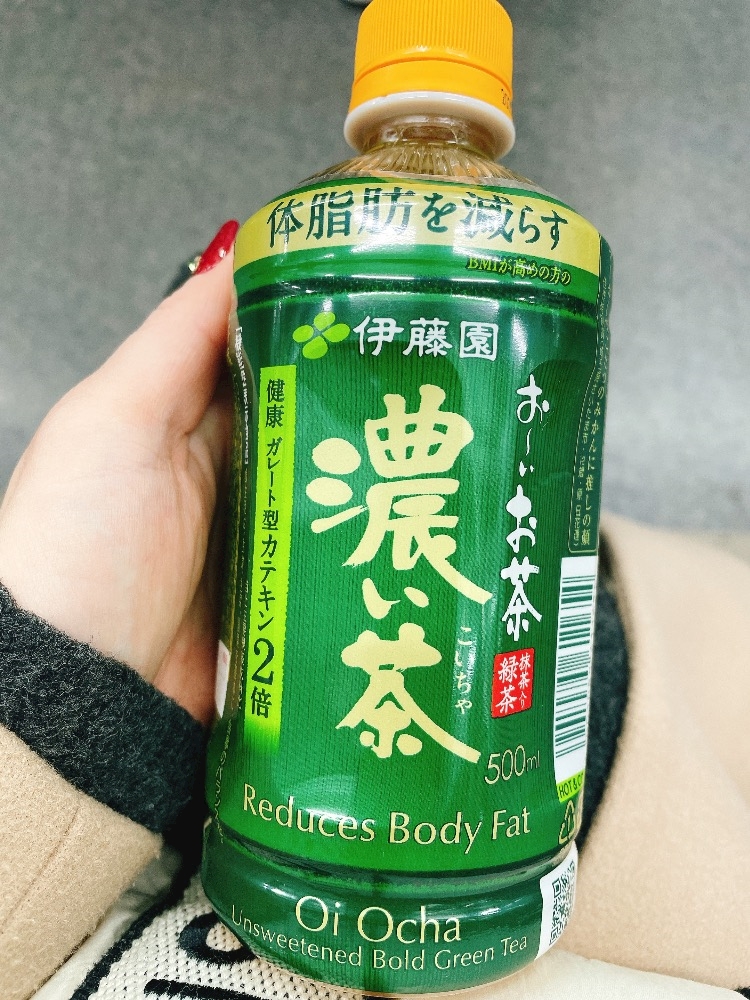 体脂肪を減らす
BMIが高めの方の
伊藤園
お〜いお茶
濃い茶
こいちゃ
健康 ガレート型カテキン2倍
抹茶入り
緑茶
500ml
HOT & C
Reduces Body Fat
Oi Ocha
Unsweetened Bold Green Tea